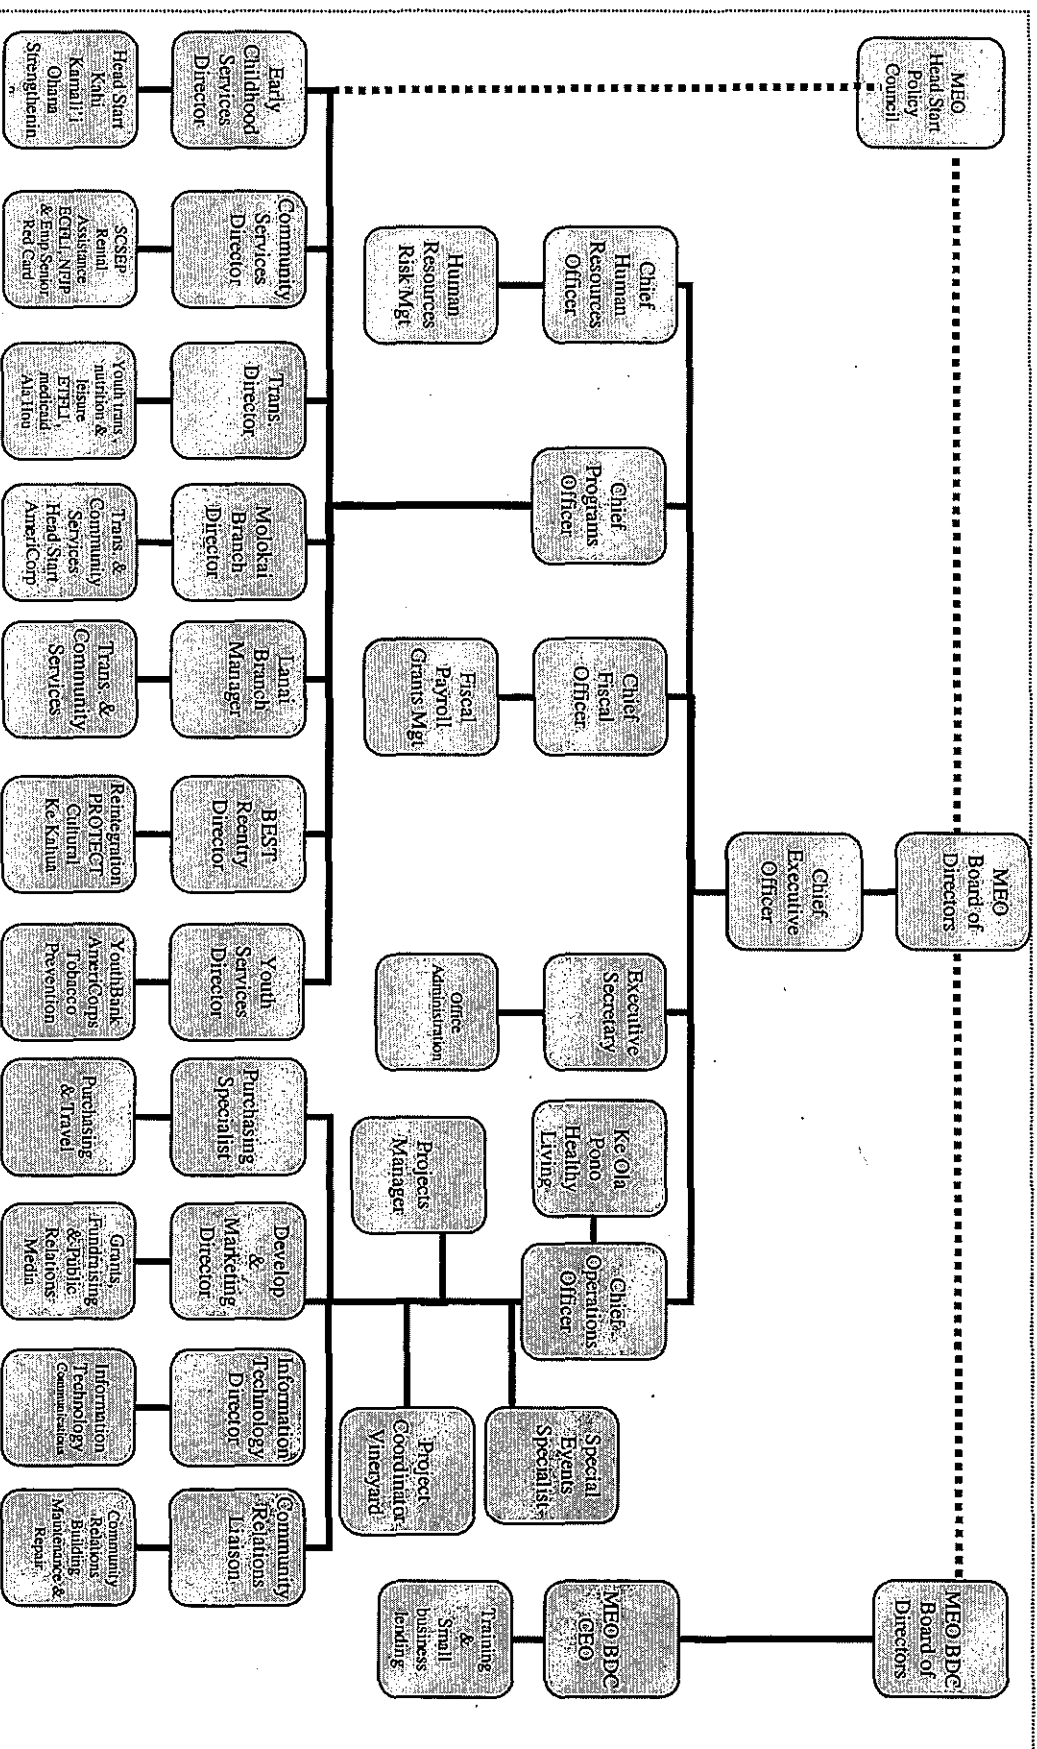 MEO
Head Start
Policy
Council
MEO
Board of
Directors
MEO BDC
Board of
Directors
Chief
Executive
Officer
Chief
Human
Resources
Officer
Chief
Programs
Officer
Chief
Fiscal
Officer
Executive
Secretary
Ke Ola
Pono
Healthy
Living
Chief
Operations
Officer
Special
Events
Specialist
MEO BDC
CEO
Human
Resources
Risk Mgt
Fiscal
Payroll
Grants Mgt
Office
Administration
Projects
Manager
Project
Coordinator
Vineryard
Training
&
Small
business
lending
Early
Childhood
Services
Director
Community
Services
Director
Trans.
Director
Molokai
Branch
Director
Lanai
Branch
Manager
BEST
Reentry
Director
Youth
Services
Director
Purchasing
Specialist
Develop
&
Marketing
Director
Information
Technology
Director
Community
Relations
Liaison
Head Start
Kahi
Kamali'i
Ohana
Strengthenin
SCSEP
Rental
Assistance
ECFLI, NFJP
& Emp Senior
Red Card
Youth trans,
nutrition &
leisure
ETFLI,
medicaid
Ala Hou
Trans. &
Community
Services
Head Start
AmeriCorp
Trans. &
Community
Services
Reintegration
PROTECT
Cultural
Ke Kahua
YouthBank
AmeriCorps
Tobacco
Prevention
Purchasing
& Travel
Grants,
Fundraising
& Public
Relations
Media
Information
Technology
Communications
Community
Relations
Building
Maintenance &
Repair